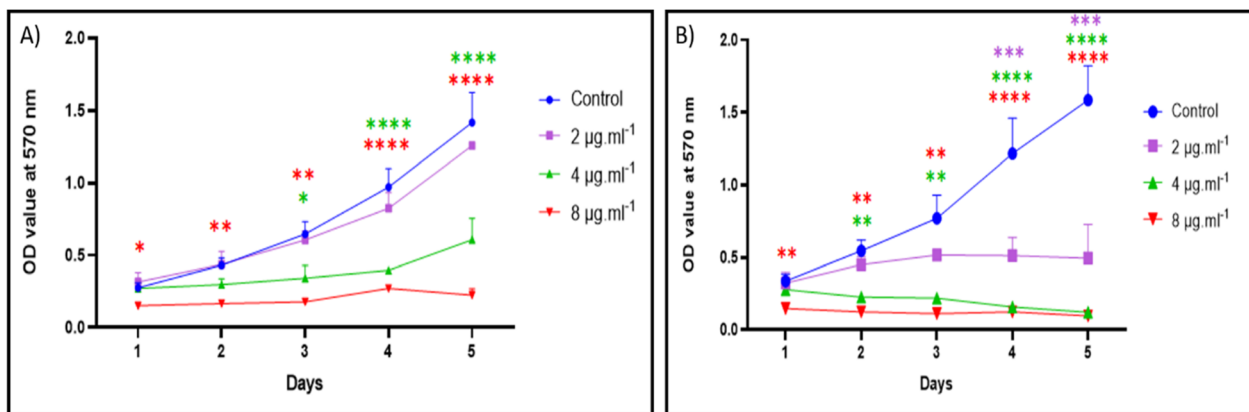 A)
2.0
1.5
1.0
0.5
0.0
OD value at 570 nm
*
**
**
*
****
****
****
****
1
2
3
4
5
Days
Control
2 µg.ml⁻¹
4 µg.ml⁻¹
8 µg.ml⁻¹
B)
2.0
1.5
1.0
0.5
0.0
OD value at 570 nm
**
**
**
**
**
***
****
****
***
****
****
1
2
3
4
5
Days
Control
2 µg.ml⁻¹
4 µg.ml⁻¹
8 µg.ml⁻¹